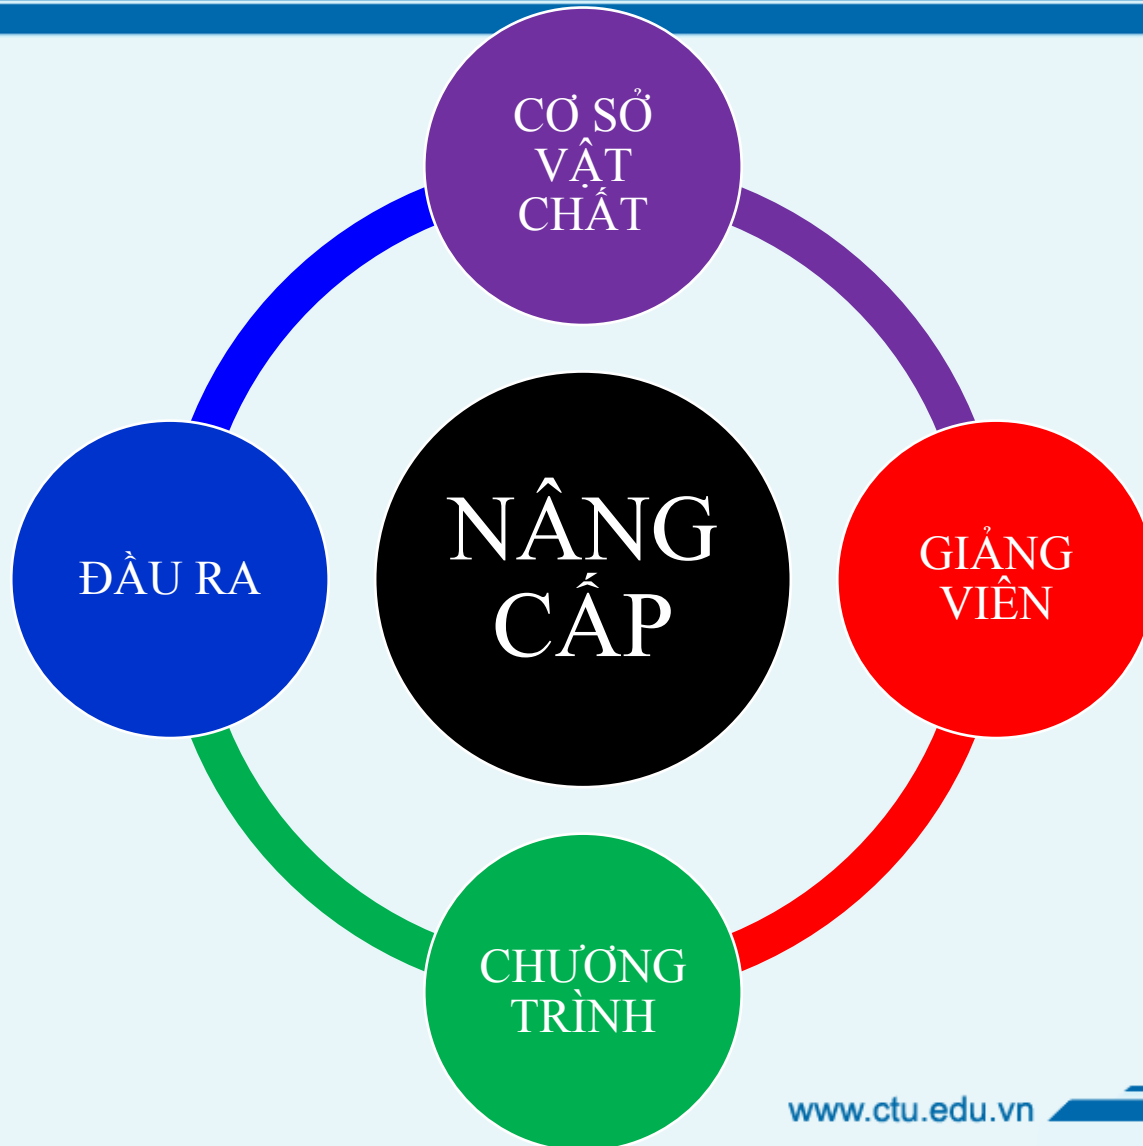 CƠ SỞ
VẬT
CHẤT
NÂNG
CẤP
GIẢNG
VIÊN
ĐẦU RA
CHƯƠNG
TRÌNH
www.ctu.edu.vn